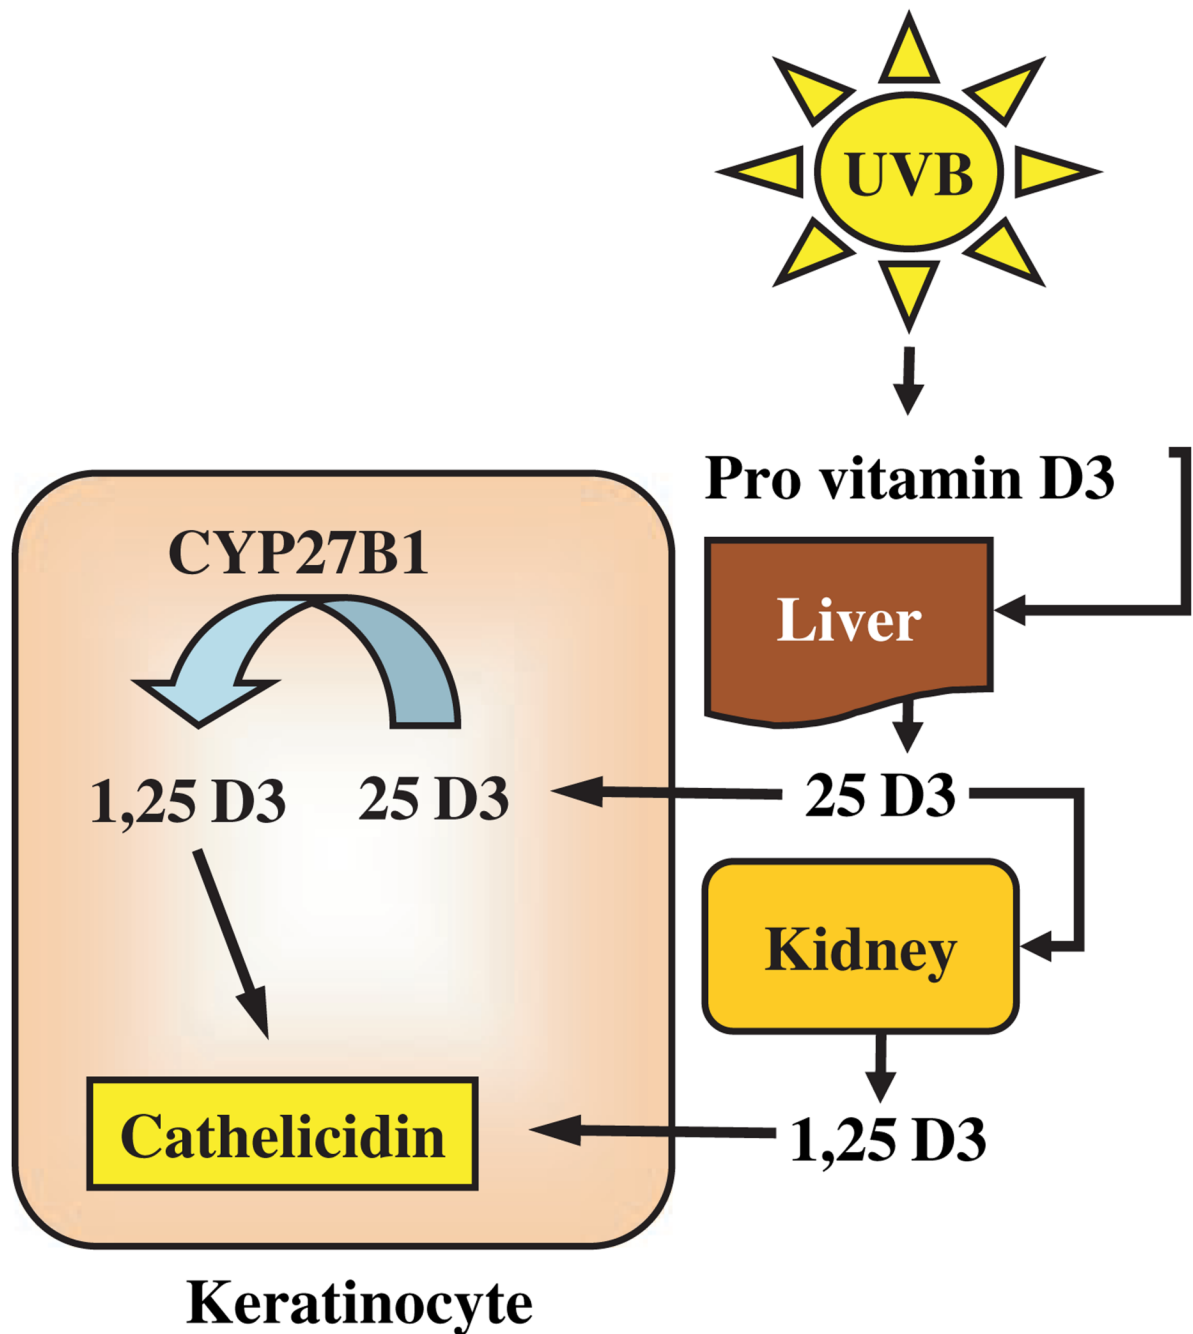 UVB
Pro vitamin D3
CYP27B1
Liver
1,25 D3
25 D3
25 D3
Kidney
Cathelicidin
1,25 D3
Keratinocyte